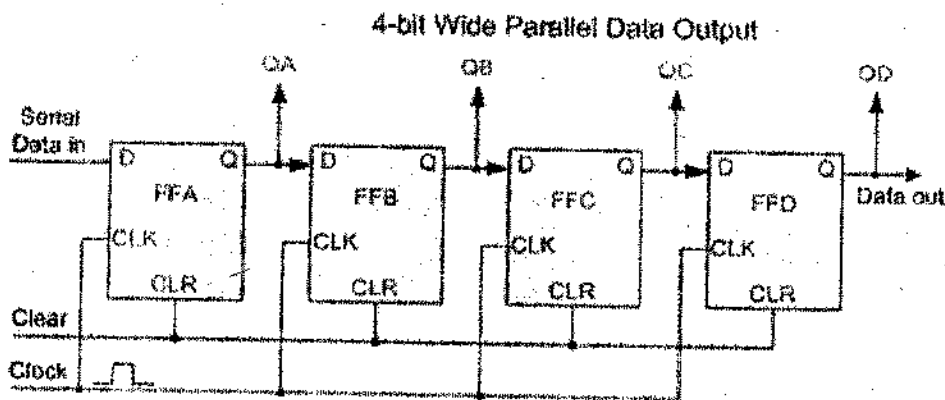 4-bit Wide Parallel Data Output
QA QB QC QD
Serial
Data in
D Q D Q D Q D Q
FFA FFB FFC FFD
Data out
CLK CLK CLK CLK
CLR CLR CLR CLR
Clear
Clock